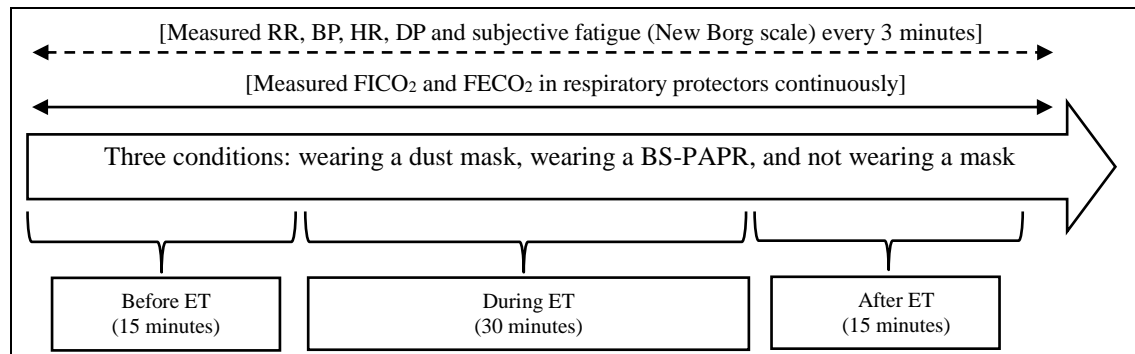 [Measured RR, BP, HR, DP and subjective fatigue (New Borg scale) every 3 minutes]
[Measured FICO₂ and FECO₂ in respiratory protectors continuously]
Three conditions: wearing a dust mask, wearing a BS-PAPR, and not wearing a mask
Before ET
(15 minutes)
During ET
(30 minutes)
After ET
(15 minutes)